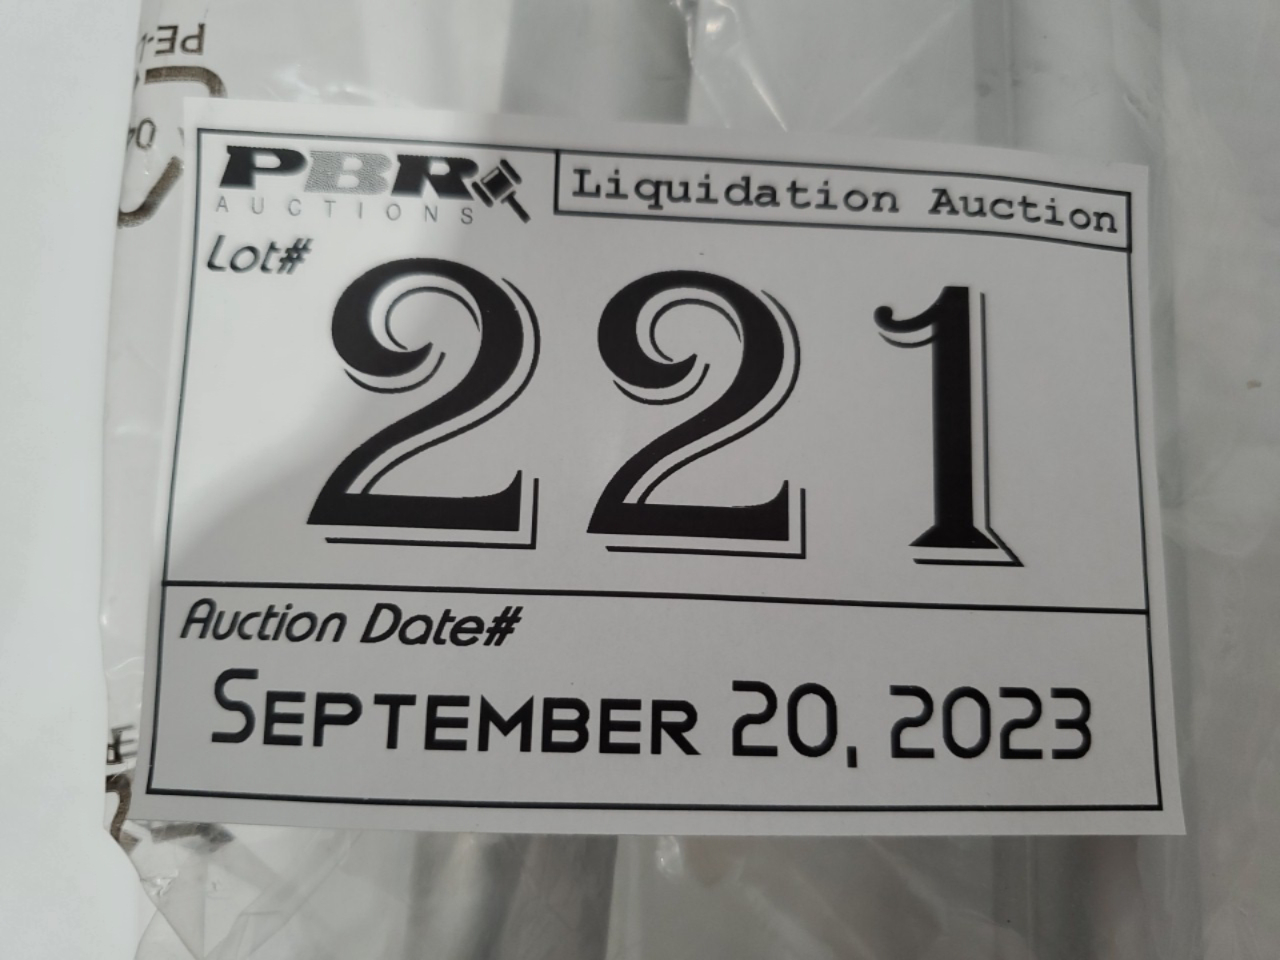 PBR
AUCTIONS
Liquidation Auction
Lot#
221
Auction Date#
SEPTEMBER 20, 2023